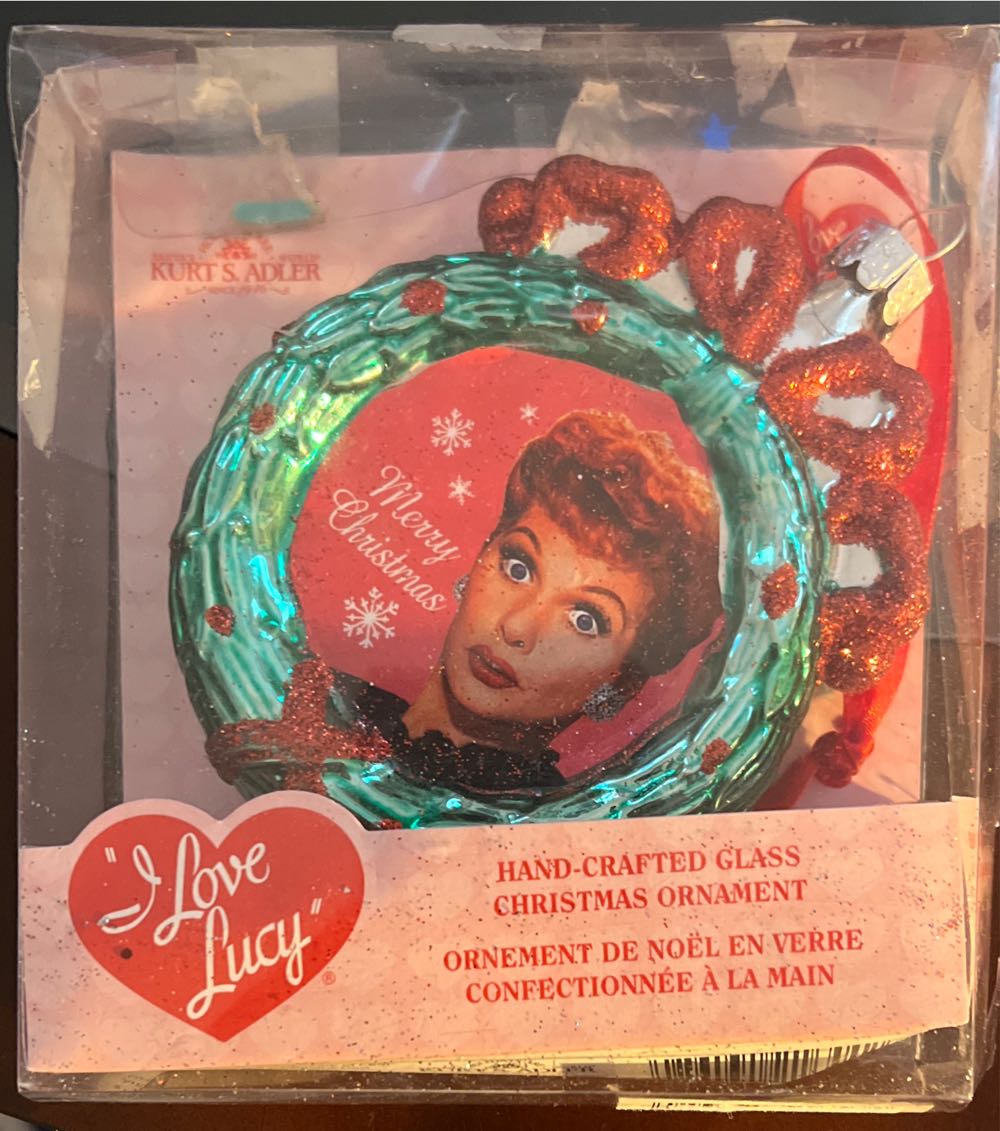 KURT S. ADLER
Love
Merry
Christmas
"I Love
Lucy"
®
HAND-CRAFTED GLASS
CHRISTMAS ORNAMENT
ORNEMENT DE NOËL EN VERRE
CONFECTIONNÉE À LA MAIN